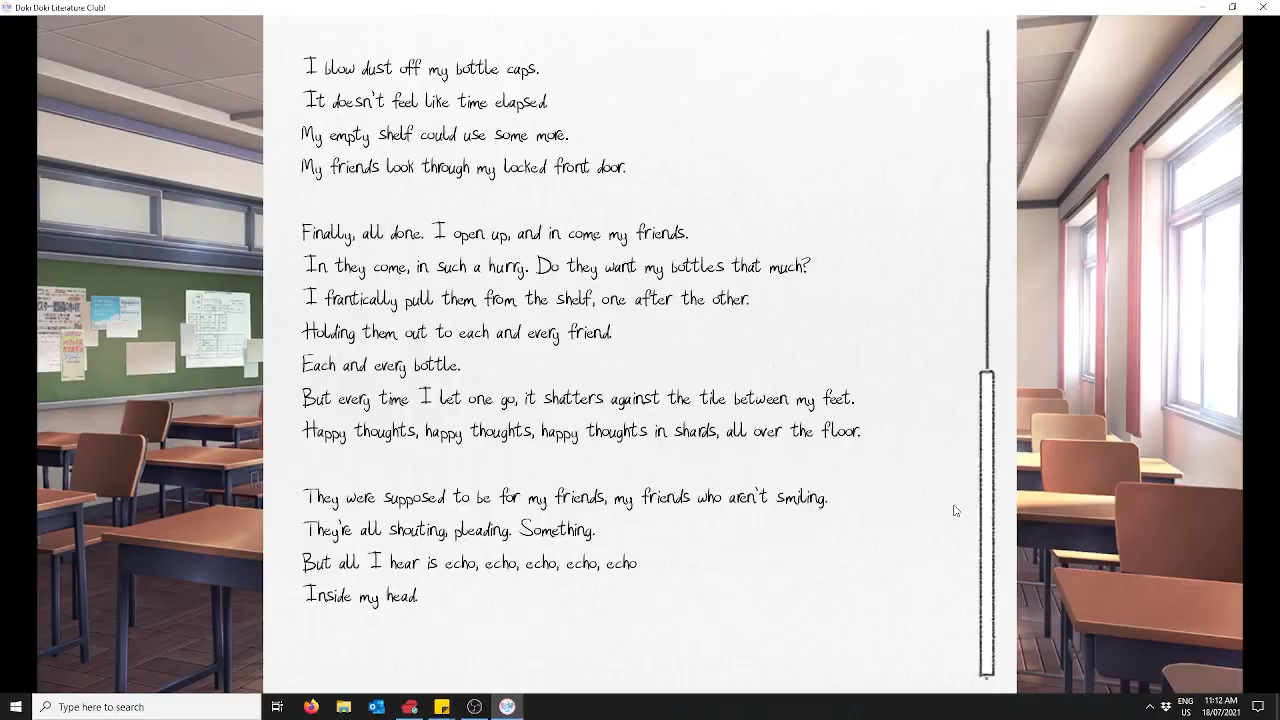 Doki Doki Literature Club!
I blow dust off my bottle caps.
It doesn't feel like time elapsed.
My empty shelf could use some more.
My friends look through my locked front door.
Finally, all done. I open up, and in come my friends.
In they come, in such a hurry. Do they want my bottles that much?
I frantically pull them from the shelf, one after the other.
Holding them out to each and every friend.
Each and every bottle.
But every time I let one go, it shatters against the tile between my feet.
Happy thoughts, happy thoughts, happy thoughts in shards, all over the floor.
They were supposed to be for my friends, my friends who aren't smiling.
They're all shouting, pleading. Something.
But all I hear is echo, echo, echo, echo, echo
Inside my head.
Type here to search
ENG
US
11:12 AM
18/07/2021